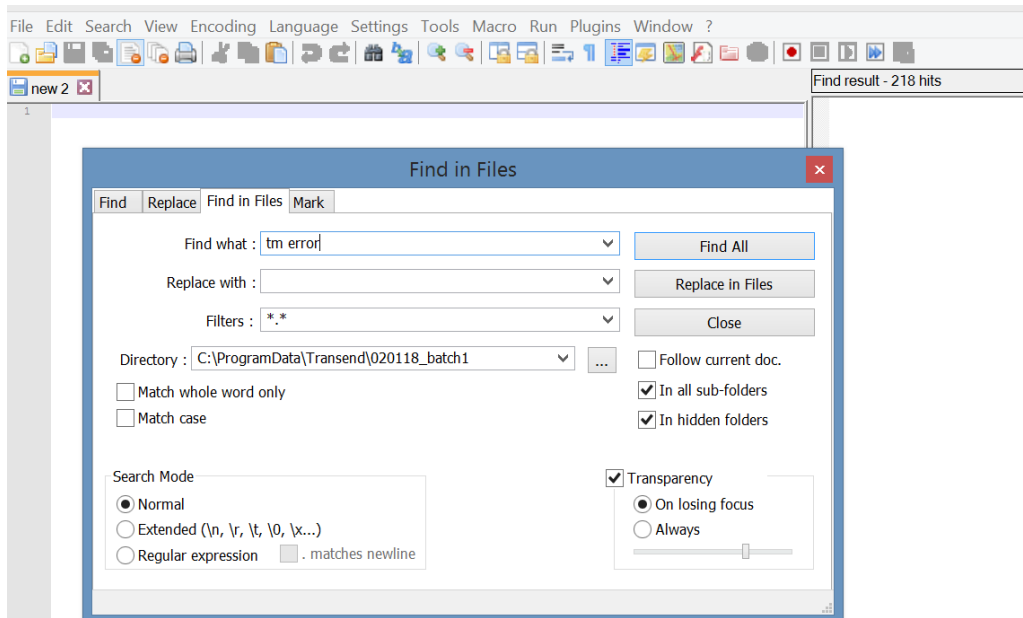 File Edit Search View Encoding Language Settings Tools Macro Run Plugins Window ?
new 2
Find result - 218 hits
1
Find in Files
Find Replace Find in Files Mark
Find what : tm error
Find All
Replace with :
Replace in Files
Filters : *.*
Close
Directory : C:\ProgramData\Transend\020118_batch1
...
Follow current doc.
Match whole word only
In all sub-folders
Match case
In hidden folders
Search Mode
Transparency
Normal
On losing focus
Extended (\n, \r, \t, \0, \x...)
Always
Regular expression
. matches newline